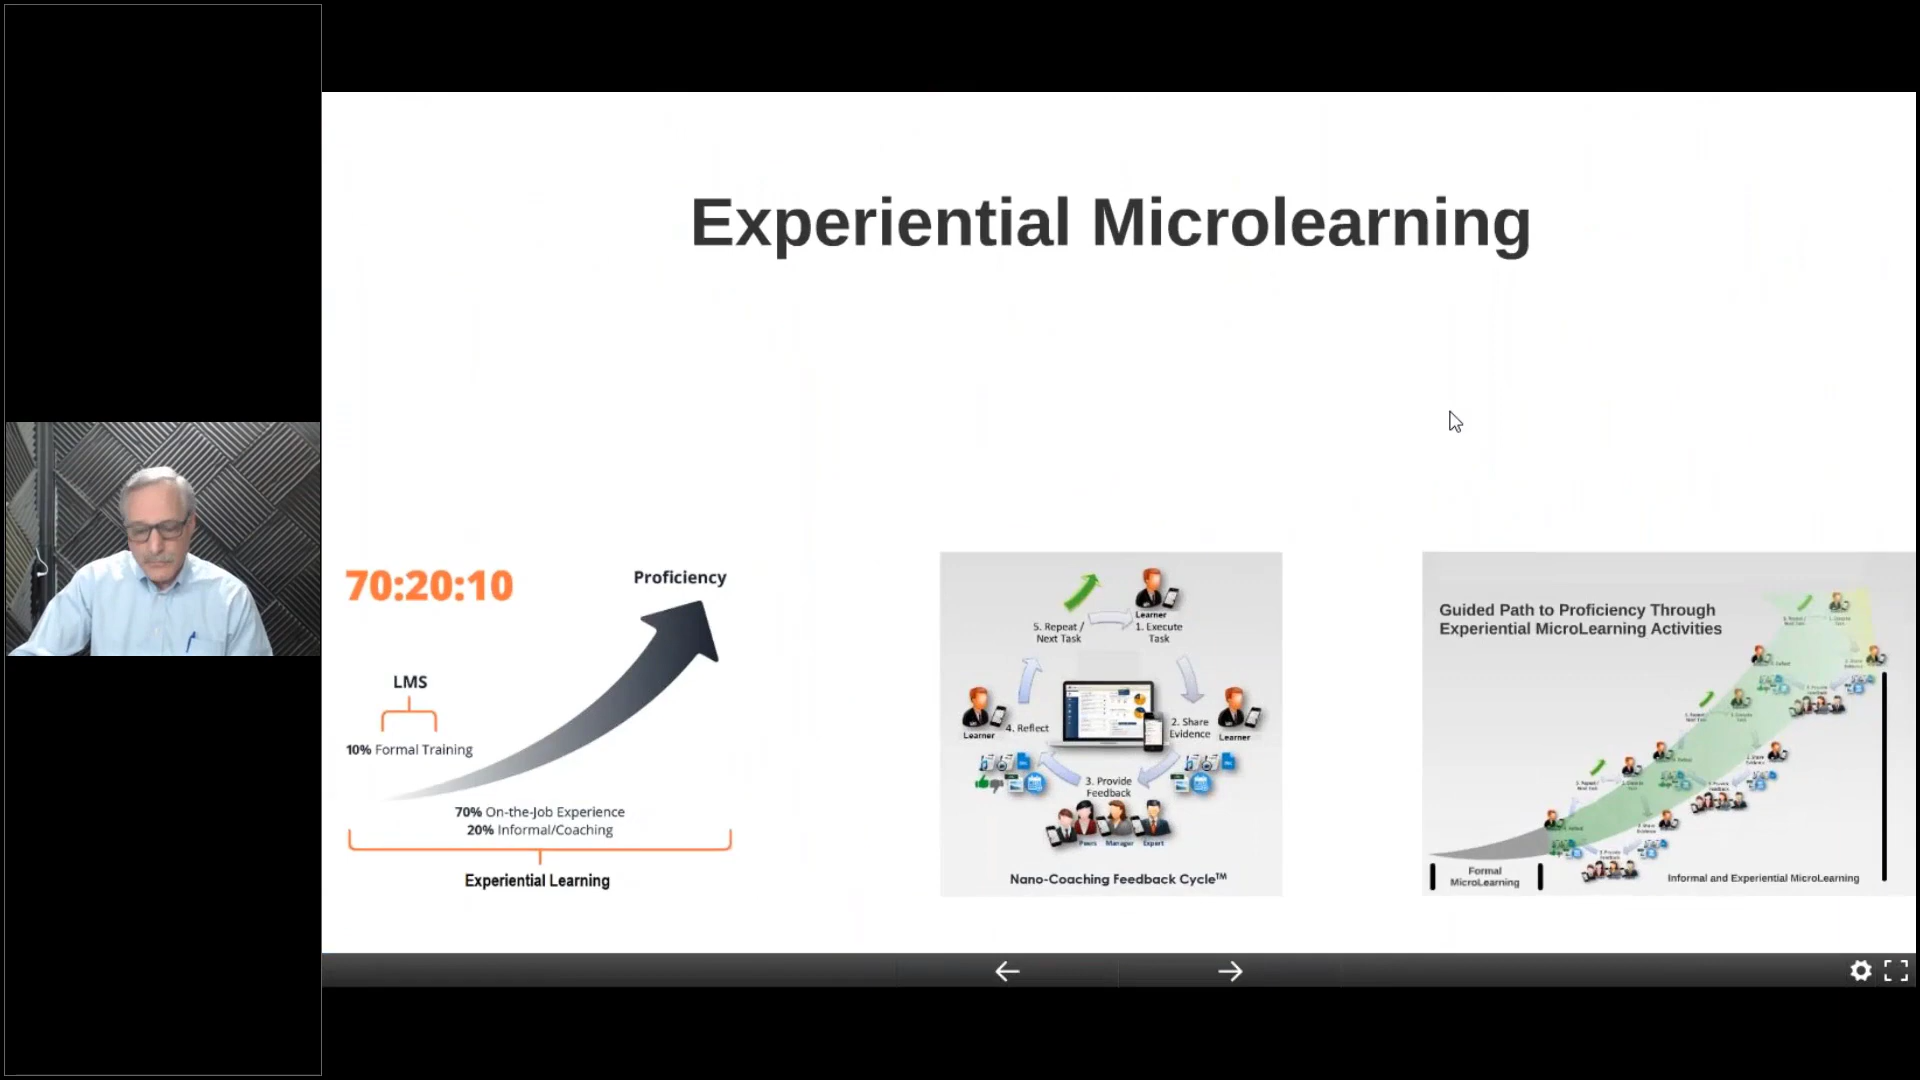 Experiential Microlearning
70:20:10
Proficiency
LMS
10% Formal Training
70% On-the-Job Experience
20% Informal/Coaching
Experiential Learning
Learner
5. Repeat /
Next Task
1. Execute
Task
2. Share
Evidence
Learner
3. Provide
Feedback
Peers Manager Expert
4. Reflect
Learner
Nano-Coaching Feedback Cycle™
Guided Path to Proficiency Through
Experiential MicroLearning Activities
Formal
MicroLearning
Informal and Experiential MicroLearning